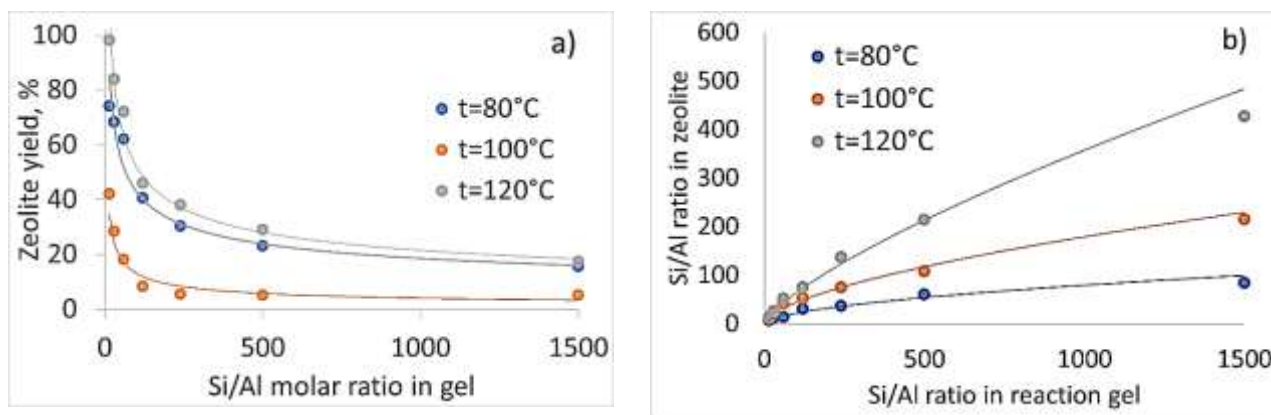 a)
Zeolite yield, %
100
80
60
40
20
0
t=80°C
t=100°C
t=120°C
0 500 1000 1500
Si/Al molar ratio in gel
b)
Si/Al ratio in zeolite
600
500
400
300
200
100
0
t=80°C
t=100°C
t=120°C
0 500 1000 1500
Si/Al ratio in reaction gel